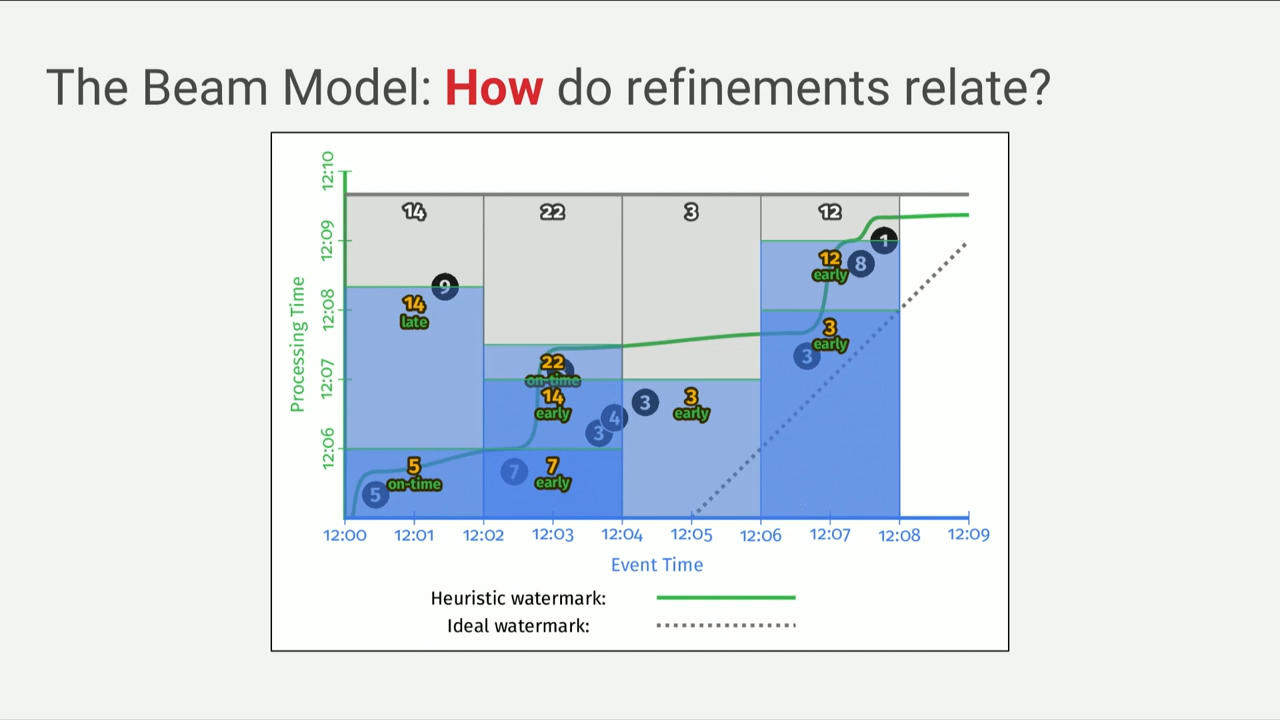 The Beam Model: How do refinements relate?
12:10
12:09
12:08
12:07
12:06
Processing Time
14
22
3
12
1
12
early
8
9
14
late
3
early
3
22
on-time
14
early
3
early
3
4
3
5
on-time
5
7
early
7
12:00 12:01 12:02 12:03 12:04 12:05 12:06 12:07 12:08 12:09
Event Time
Heuristic watermark:
Ideal watermark: